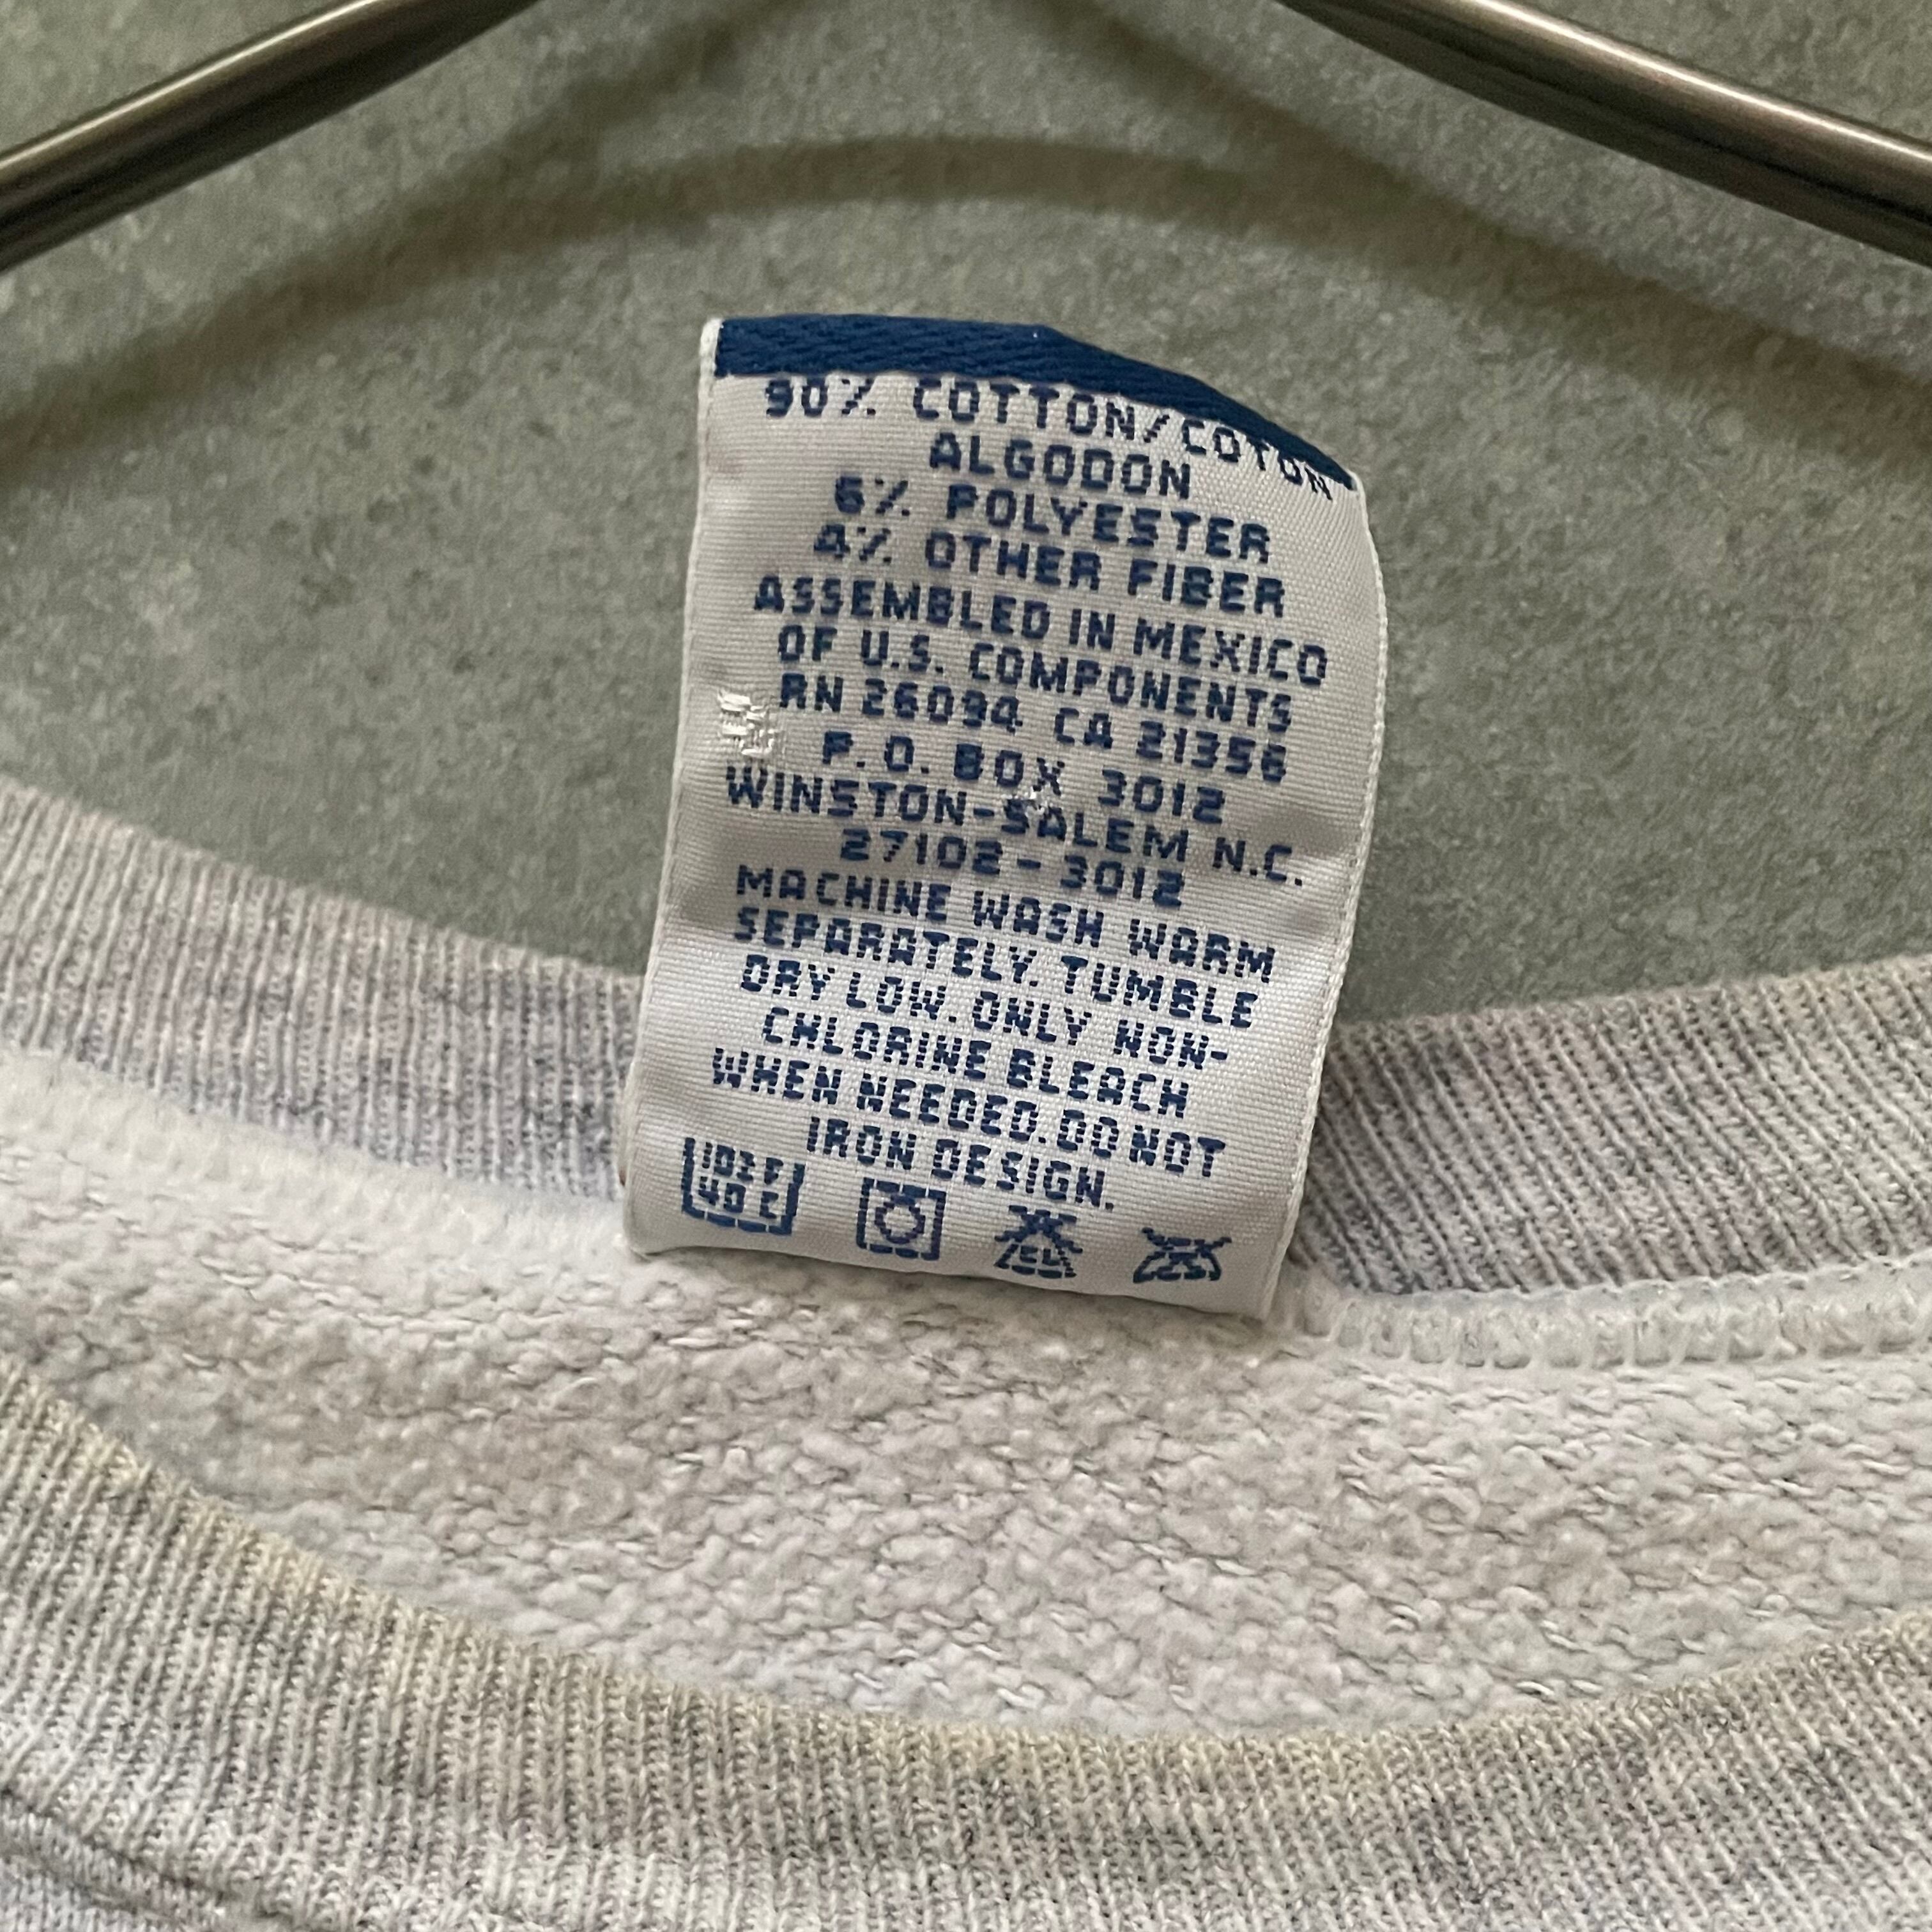 90% COTTON/COTON
ALGODON
6% POLYESTER
4% OTHER FIBER
ASSEMBLED IN MEXICO
OF U.S. COMPONENTS
RN 26094 CA 21356
P.O. BOX 3012
WINSTON-SALEM N.C.
27102-3012
MACHINE WASH WARM
SEPARATELY. TUMBLE
DRY LOW. ONLY NON-
CHLORINE BLEACH
WHEN NEEDED. DO NOT
IRON DESIGN.
102 F
40 C
CL